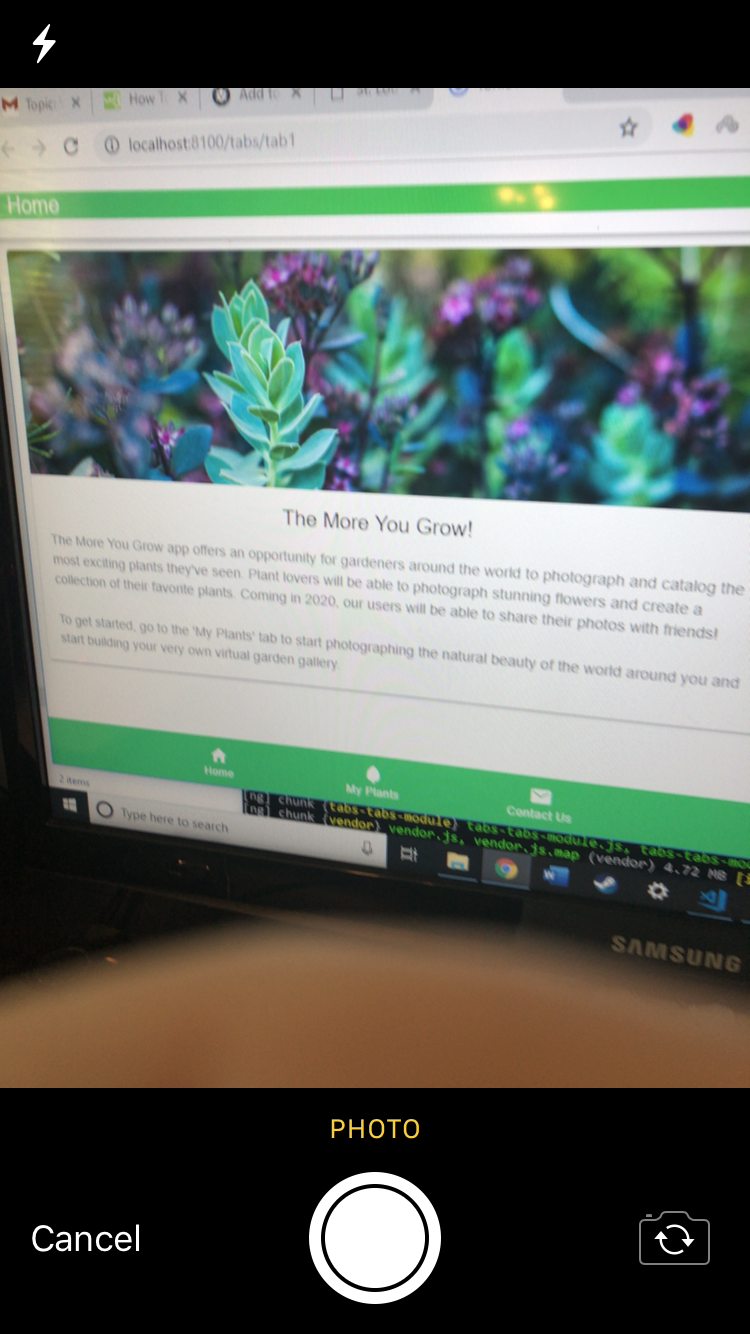 Topic
How T
Add to
localhost:8100/tabs/tab1
Home
The More You Grow!
The More You Grow app offers an opportunity for gardeners around the world to photograph and catalog the
most exciting plants they've seen. Plant lovers will be able to photograph stunning flowers and create a
collection of their favorite plants. Coming in 2020, our users will be able to share their photos with friends!
To get started, go to the 'My Plants' tab to start photographing the natural beauty of the world around you and
start building your very own virtual garden gallery.
Home
My Plants
Contact Us
2 items
[ng] chunk {tabs-tabs-module} tabs-tabs-module.js, tabs-tabs-mo
[ng] chunk {vendor} vendor.js, vendor.js.map (vendor) 4.72 MB [
Type here to search
SAMSUNG
PHOTO
Cancel